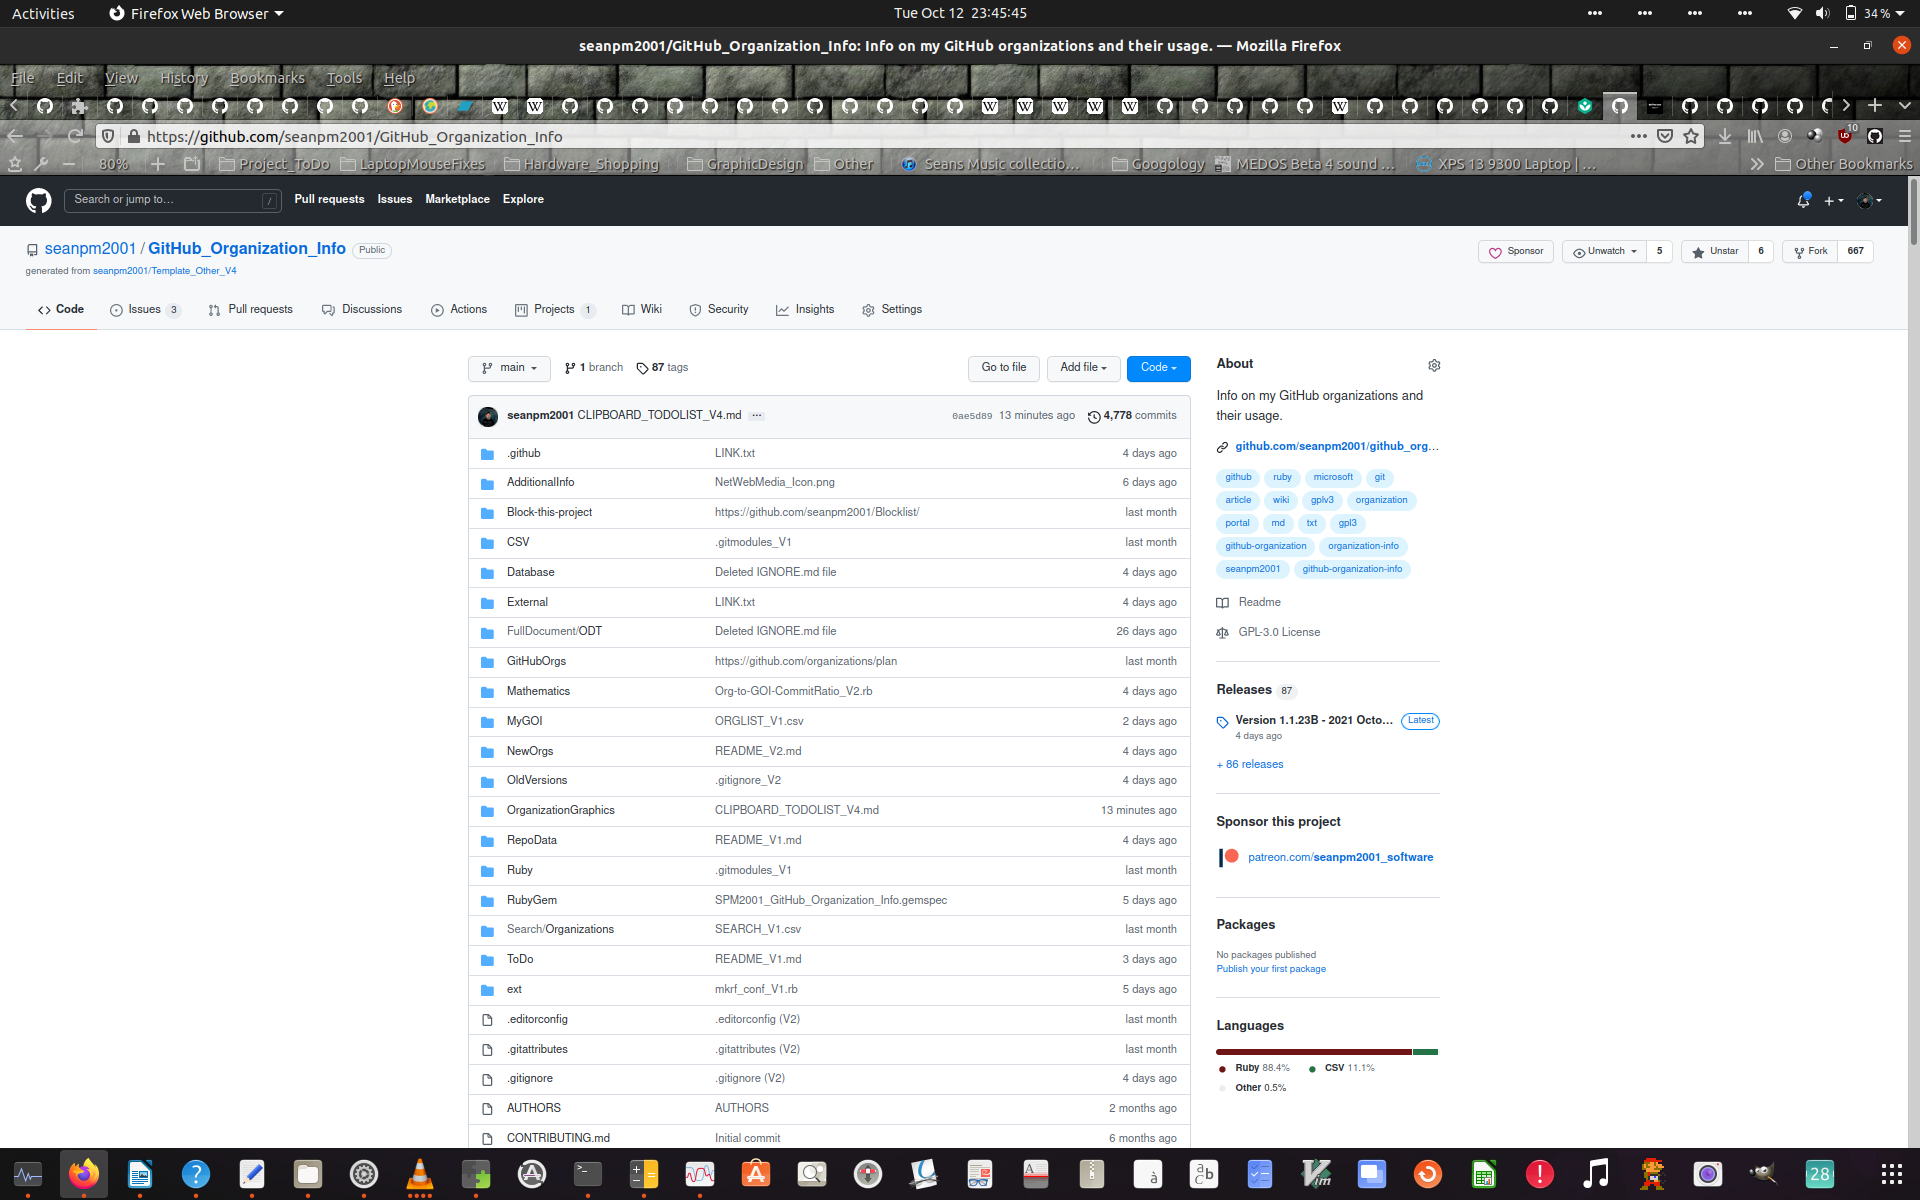 Activities Firefox Web Browser Tue Oct 12 23:45:45 34 %
seanpm2001/GitHub_Organization_Info: Info on my GitHub organizations and their usage. — Mozilla Firefox
File Edit View History Bookmarks Tools Help
https://github.com/seanpm2001/GitHub_Organization_Info 10
80% Project_ToDo LaptopMouseFixes Hardware_Shopping GraphicDesign Other Seans Music collectio... Googology MEDOS Beta 4 sound ... XPS 13 9300 Laptop | ... Other Bookmarks
Search or jump to... / Pull requests Issues Marketplace Explore
seanpm2001 / GitHub_Organization_Info Public Sponsor Unwatch 5 Unstar 6 Fork 667
generated from seanpm2001/Template_Other_V4
Code Issues 3 Pull requests Discussions Actions Projects 1 Wiki Security Insights Settings
main 1 branch 87 tags Go to file Add file Code
seanpm2001 CLIPBOARD_TODOLIST_V4.md ... 0ae5d89 13 minutes ago 4,778 commits
.github LINK.txt 4 days ago
AdditionalInfo NetWebMedia_Icon.png 6 days ago
Block-this-project https://github.com/seanpm2001/Blocklist/ last month
CSV .gitmodules_V1 last month
Database Deleted IGNORE.md file 4 days ago
External LINK.txt 4 days ago
FullDocument/ODT Deleted IGNORE.md file 26 days ago
GitHubOrgs https://github.com/organizations/plan last month
Mathematics Org-to-GOI-CommitRatio_V2.rb 4 days ago
MyGOI ORGLIST_V1.csv 2 days ago
NewOrgs README_V2.md 4 days ago
OldVersions .gitignore_V2 4 days ago
OrganizationGraphics CLIPBOARD_TODOLIST_V4.md 13 minutes ago
RepoData README_V1.md 4 days ago
Ruby .gitmodules_V1 last month
RubyGem SPM2001_GitHub_Organization_Info.gemspec 5 days ago
Search/Organizations SEARCH_V1.csv last month
ToDo README_V1.md 3 days ago
ext mkrf_conf_V1.rb 5 days ago
.editorconfig .editorconfig (V2) last month
.gitattributes .gitattributes (V2) last month
.gitignore .gitignore (V2) 4 days ago
AUTHORS AUTHORS 2 months ago
CONTRIBUTING.md Initial commit 6 months ago
About
Info on my GitHub organizations and
their usage.
github.com/seanpm2001/github_org...
github ruby microsoft git
article wiki gplv3 organization
portal md txt gpl3
github-organization organization-info
seanpm2001 github-organization-info
Readme
GPL-3.0 License
Releases 87
Version 1.1.23B - 2021 Octo... Latest
4 days ago
+ 86 releases
Sponsor this project
patreon.com/seanpm2001_software
Packages
No packages published
Publish your first package
Languages
Ruby 88.4% CSV 11.1%
Other 0.5%
28